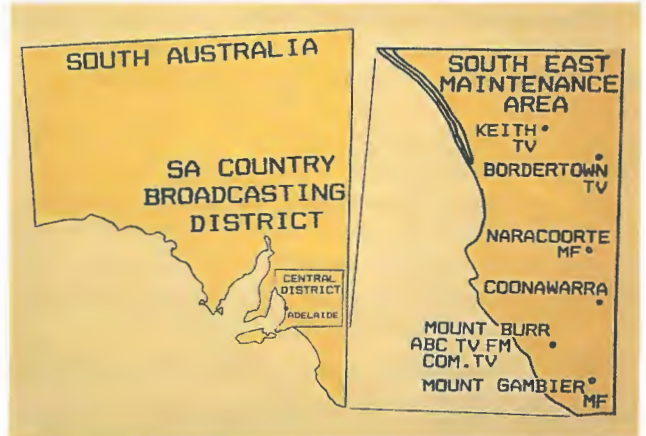 SOUTH AUSTRALIA
SA COUNTRY
BROADCASTING
DISTRICT
CENTRAL
DISTRICT
ADELAIDE
SOUTH EAST
MAINTENANCE
AREA
KEITH
TV
BORDERTOWN
TV
NARACOORTE
MF
COONAWARRA
MOUNT BURR
ABC TV FM
COM.TV
MOUNT GAMBIER
MF